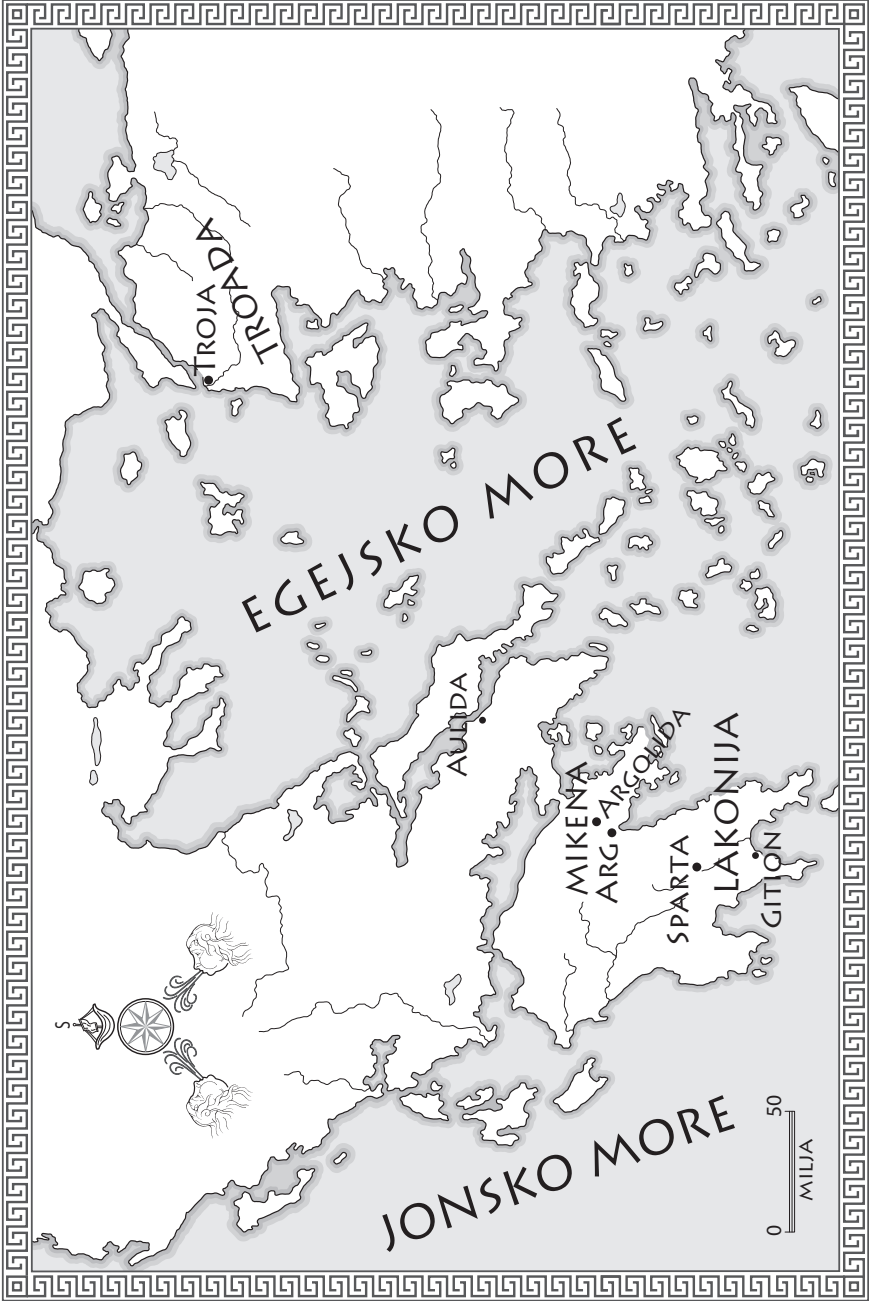 S
TROJA
TROADA
EGEJSKO MORE
AULIDA
MIKENA
ARG
ARGOLIDA
SPARTA
LAKONIJA
GITION
JONSKO MORE
0 50
MILJA